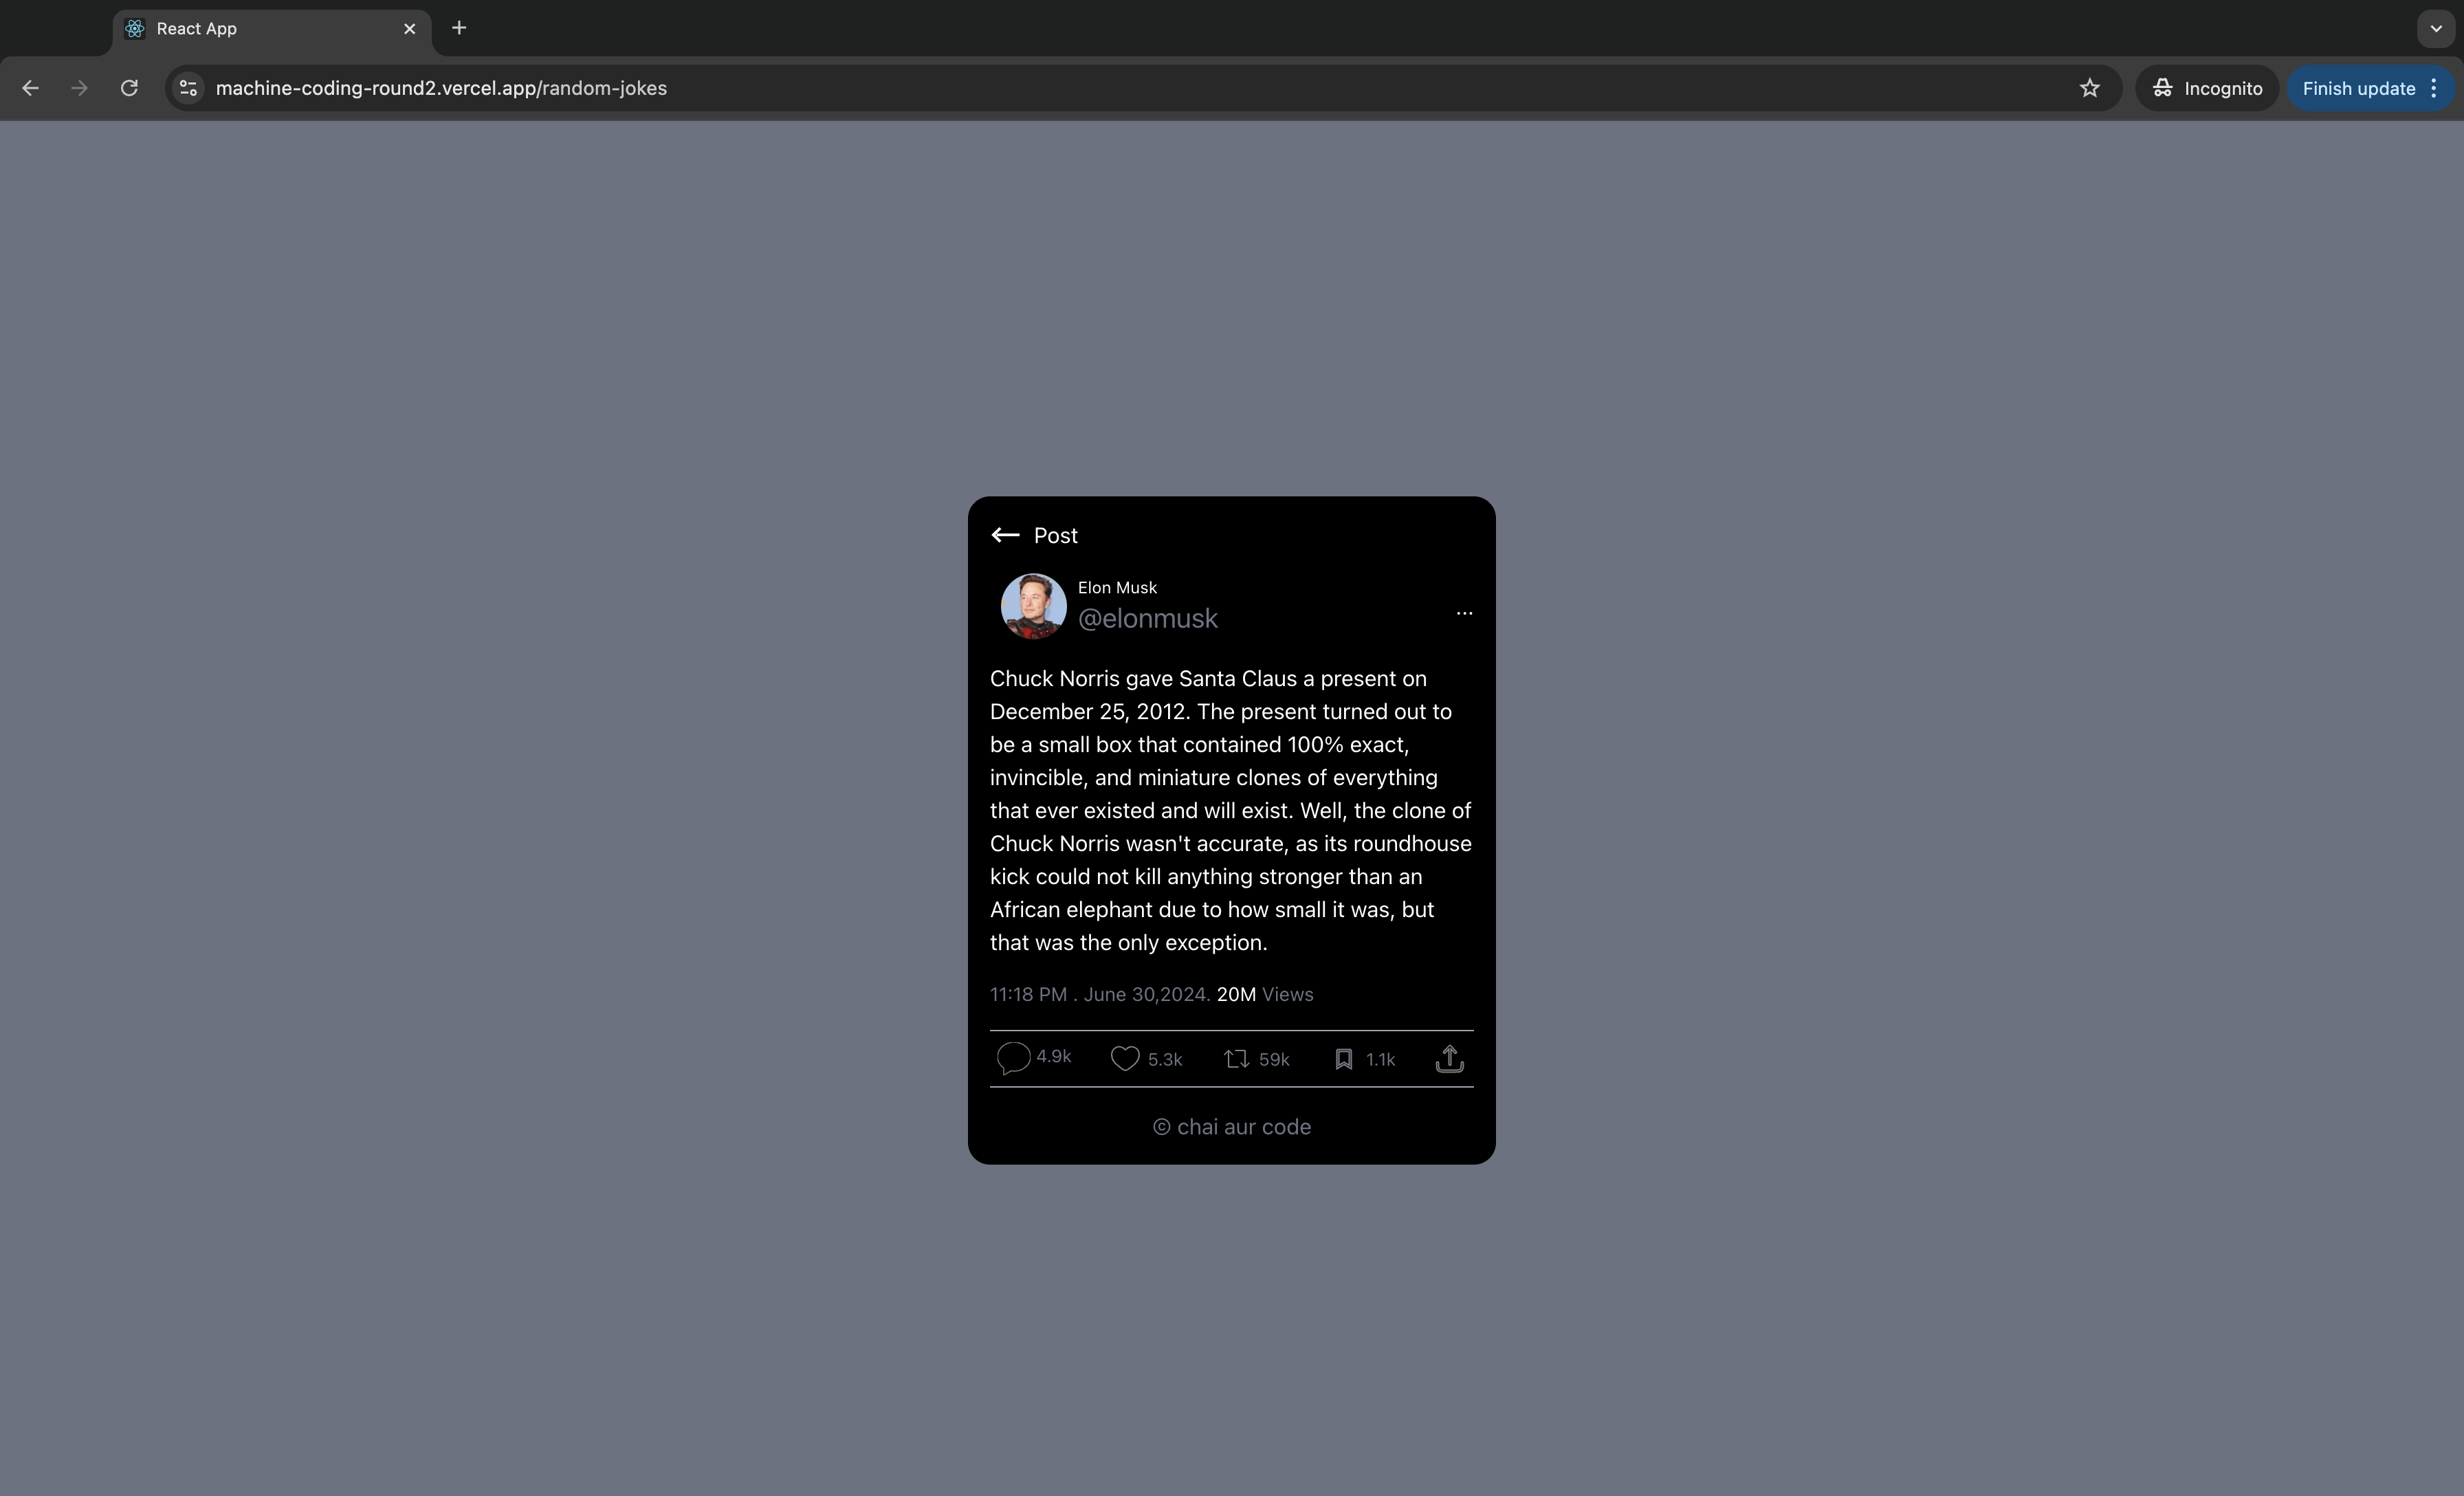 React App
machine-coding-round2.vercel.app/random-jokes
Incognito
Finish update
Post
Elon Musk
@elonmusk
...
Chuck Norris gave Santa Claus a present on
December 25, 2012. The present turned out to
be a small box that contained 100% exact,
invincible, and miniature clones of everything
that ever existed and will exist. Well, the clone of
Chuck Norris wasn't accurate, as its roundhouse
kick could not kill anything stronger than an
African elephant due to how small it was, but
that was the only exception.
11:18 PM . June 30,2024. 20M Views
4.9k 5.3k 59k 1.1k
© chai aur code